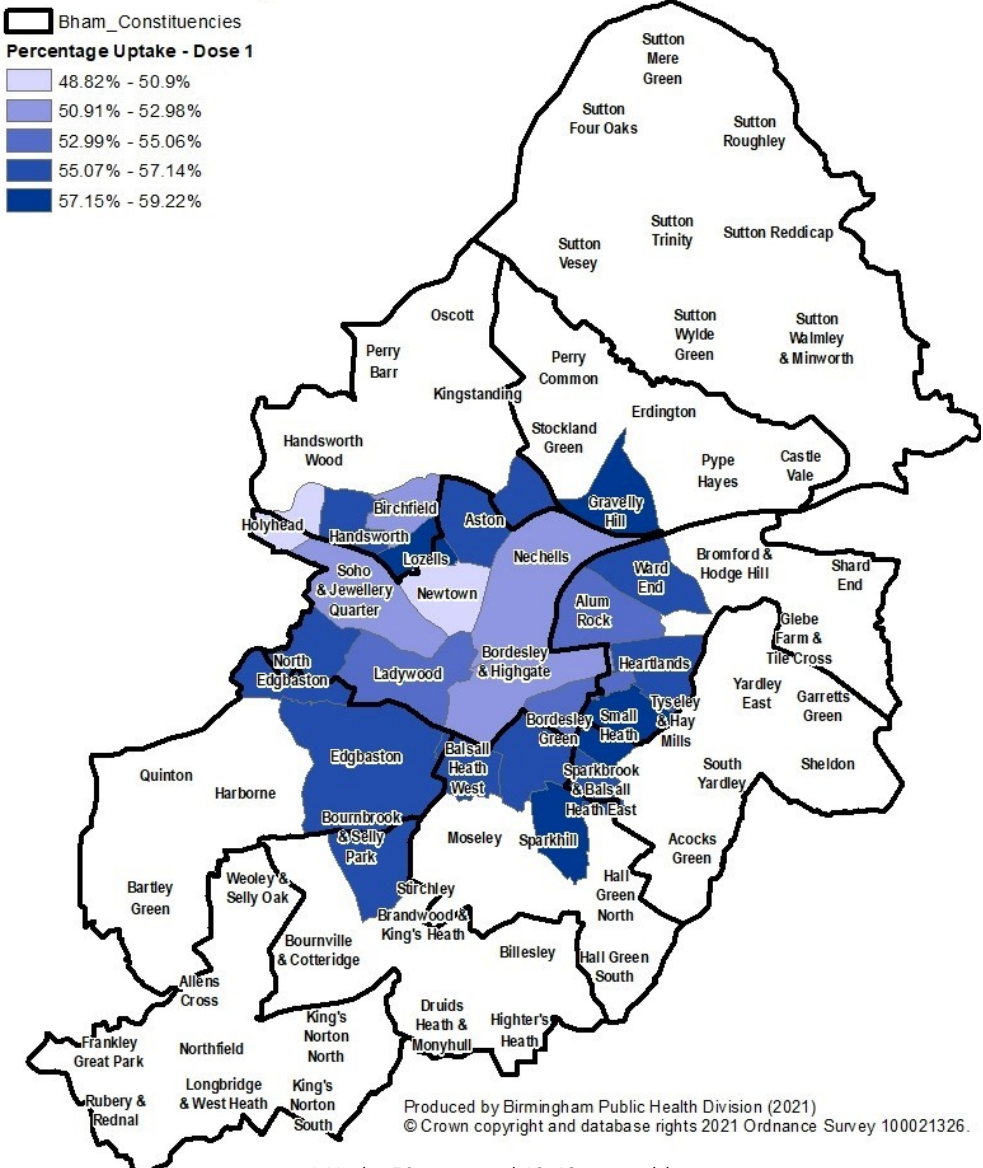 Bham_Constituencies
Percentage Uptake - Dose 1
48.82% - 50.9%
50.91% - 52.98%
52.99% - 55.06%
55.07% - 57.14%
57.15% - 59.22%
Sutton
Mere
Green
Sutton
Four Oaks
Sutton
Roughley
Sutton
Trinity
Sutton Reddicap
Sutton
Vesey
Sutton
Wylde
Green
Sutton
Walmley
& Minworth
Oscott
Perry
Barr
Kingstanding
Perry
Common
Erdington
Stockland
Green
Handsworth
Wood
Pype
Hayes
Castle
Vale
Gravelly
Hill
Birchfield
Holyhead
Handsworth
Aston
Lozells
Nechells
Soho
& Jewellery
Quarter
Newtown
Ward
End
Bromford &
Hodge Hill
Shard
End
Alum
Rock
Glebe
Farm &
Tile Cross
North
Edgbaston
Ladywood
Bordesley
& Highgate
Heartlands
Yardley
East
Garretts
Green
Tyseley
& Hay
Mills
Small
Heath
Bordesley
Green
Edgbaston
Balsall
Heath
West
Sparkbrook
& Balsall
Heath East
South
Yardley
Sheldon
Quinton
Harborne
Bournbrook
& Selly
Park
Moseley
Sparkhill
Acocks
Green
Hall
Green
North
Bartley
Green
Weoley &
Selly Oak
Stirchley
Brandwood &
King's Heath
Bournville
& Cotteridge
Billesley
Hall Green
South
Allens
Cross
Druids
Heath &
Monyhull
Highter's
Heath
King's
Norton
North
Frankley
Great Park
Northfield
Longbridge
& West Heath
King's
Norton
South
Rubery &
Rednal
Produced by Birmingham Public Health Division (2021)
© Crown copyright and database rights 2021 Ordnance Survey 100021326.